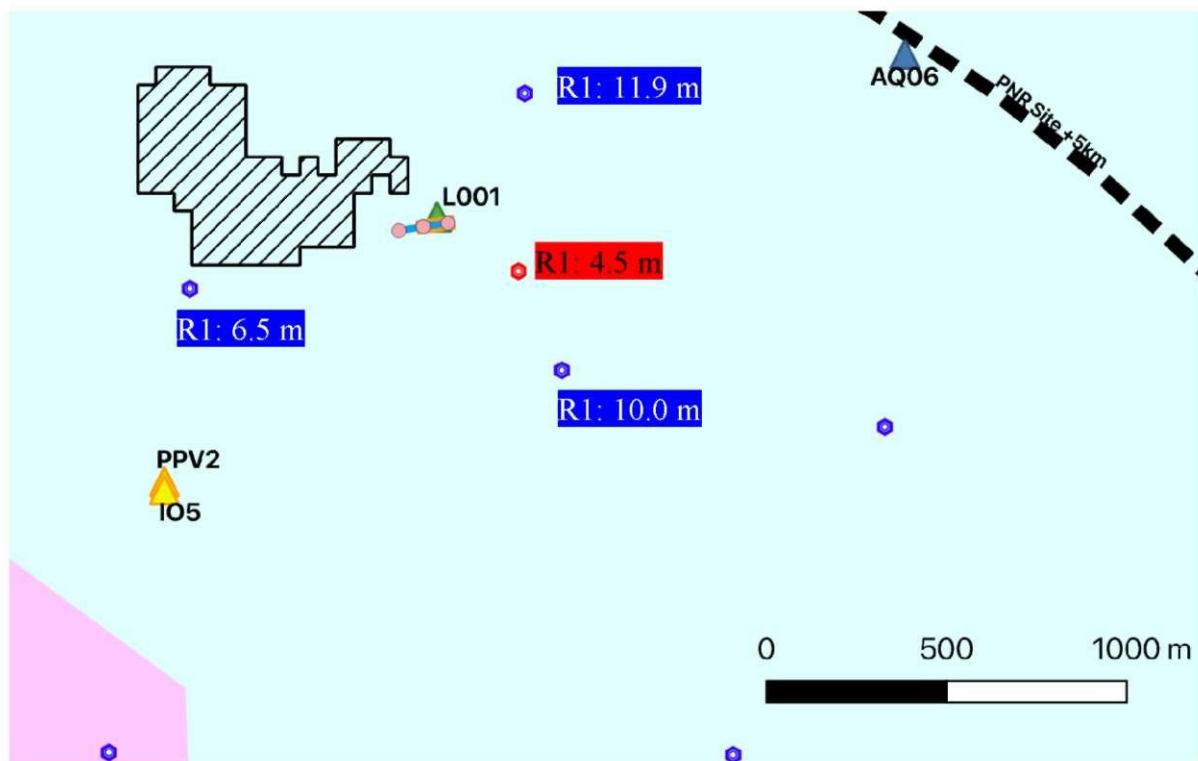 R1: 11.9 m
AQ06
PNR Site +5km
L001
R1: 4.5 m
R1: 6.5 m
R1: 10.0 m
PPV2
IO5
0 500 1000 m